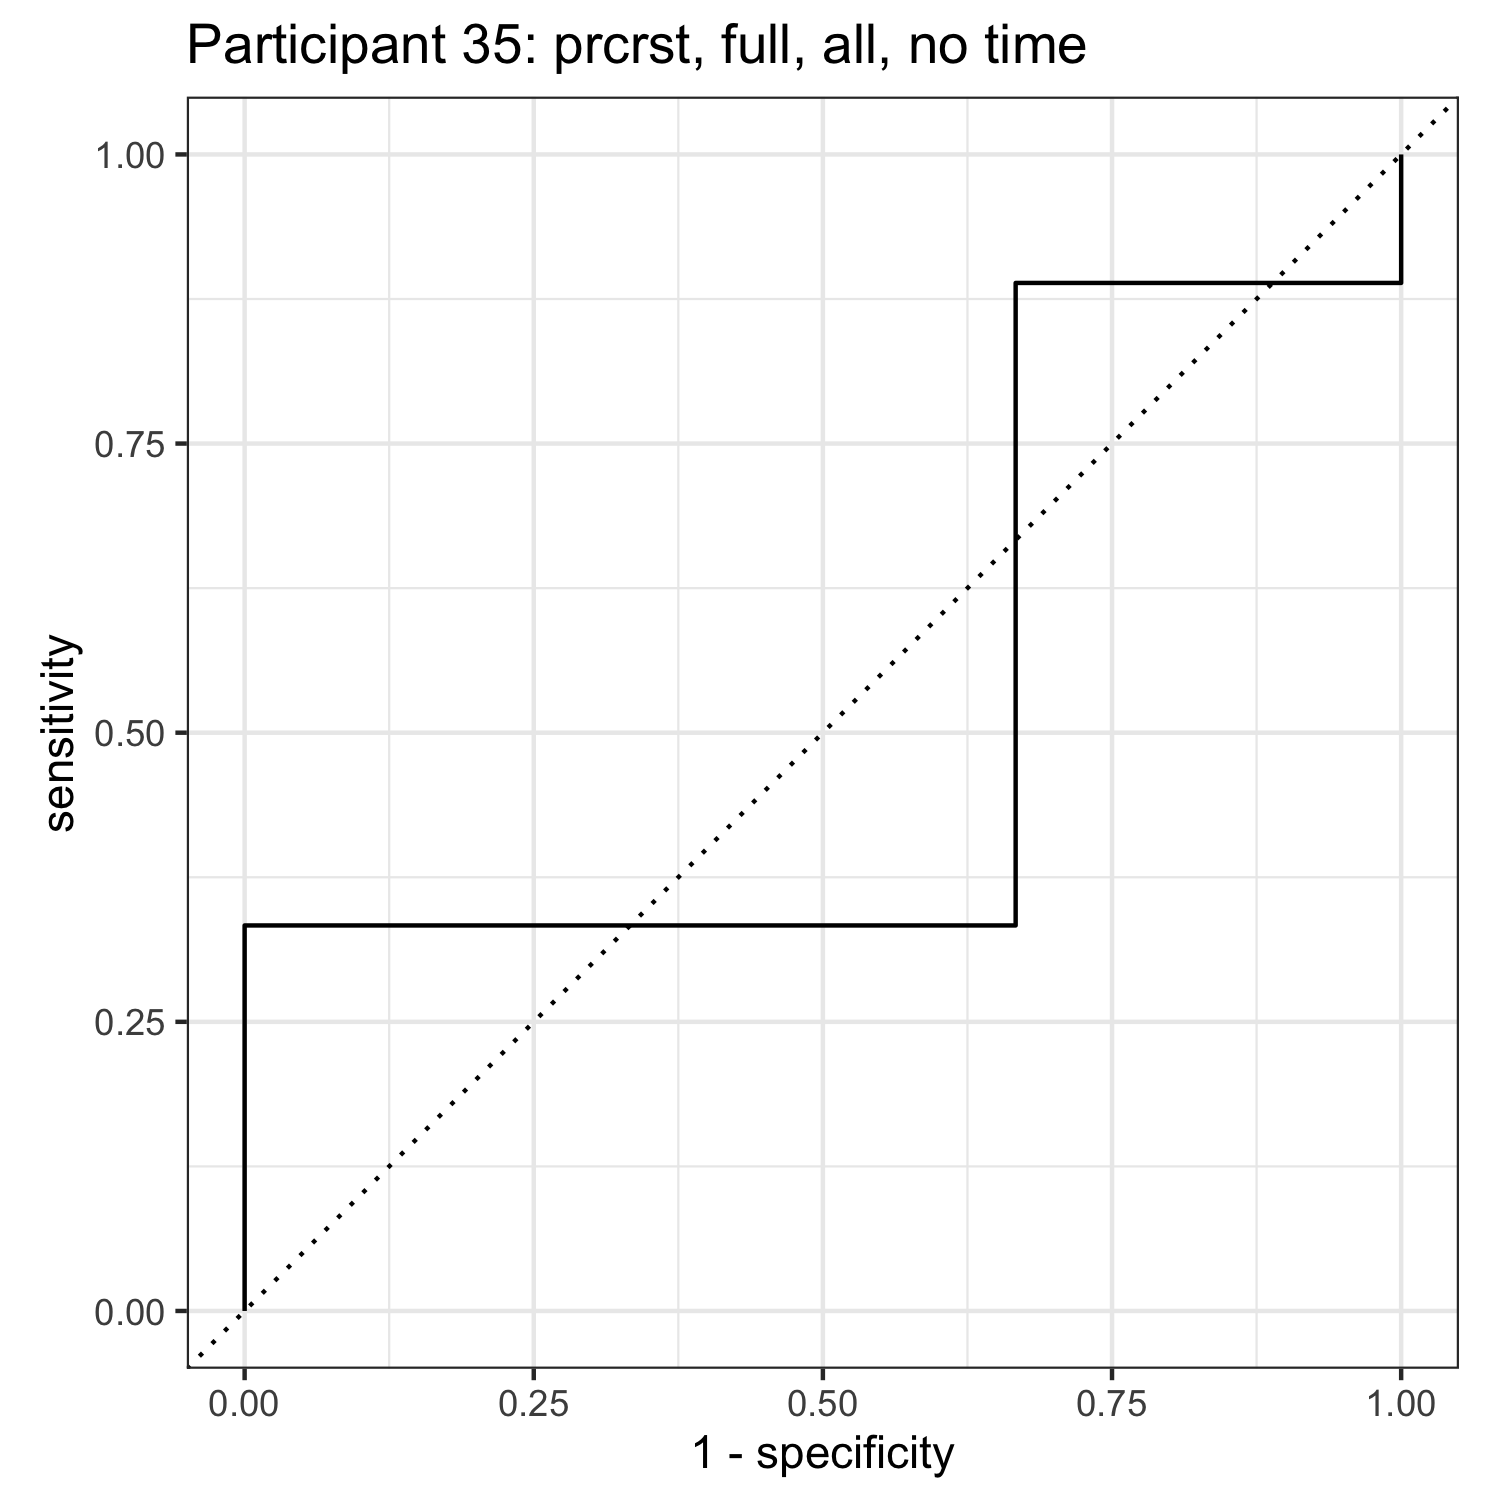 Participant 35: prcrst, full, all, no time
1.00
0.75
0.50
0.25
0.00
sensitivity
0.00 0.25 0.50 0.75 1.00
1 - specificity